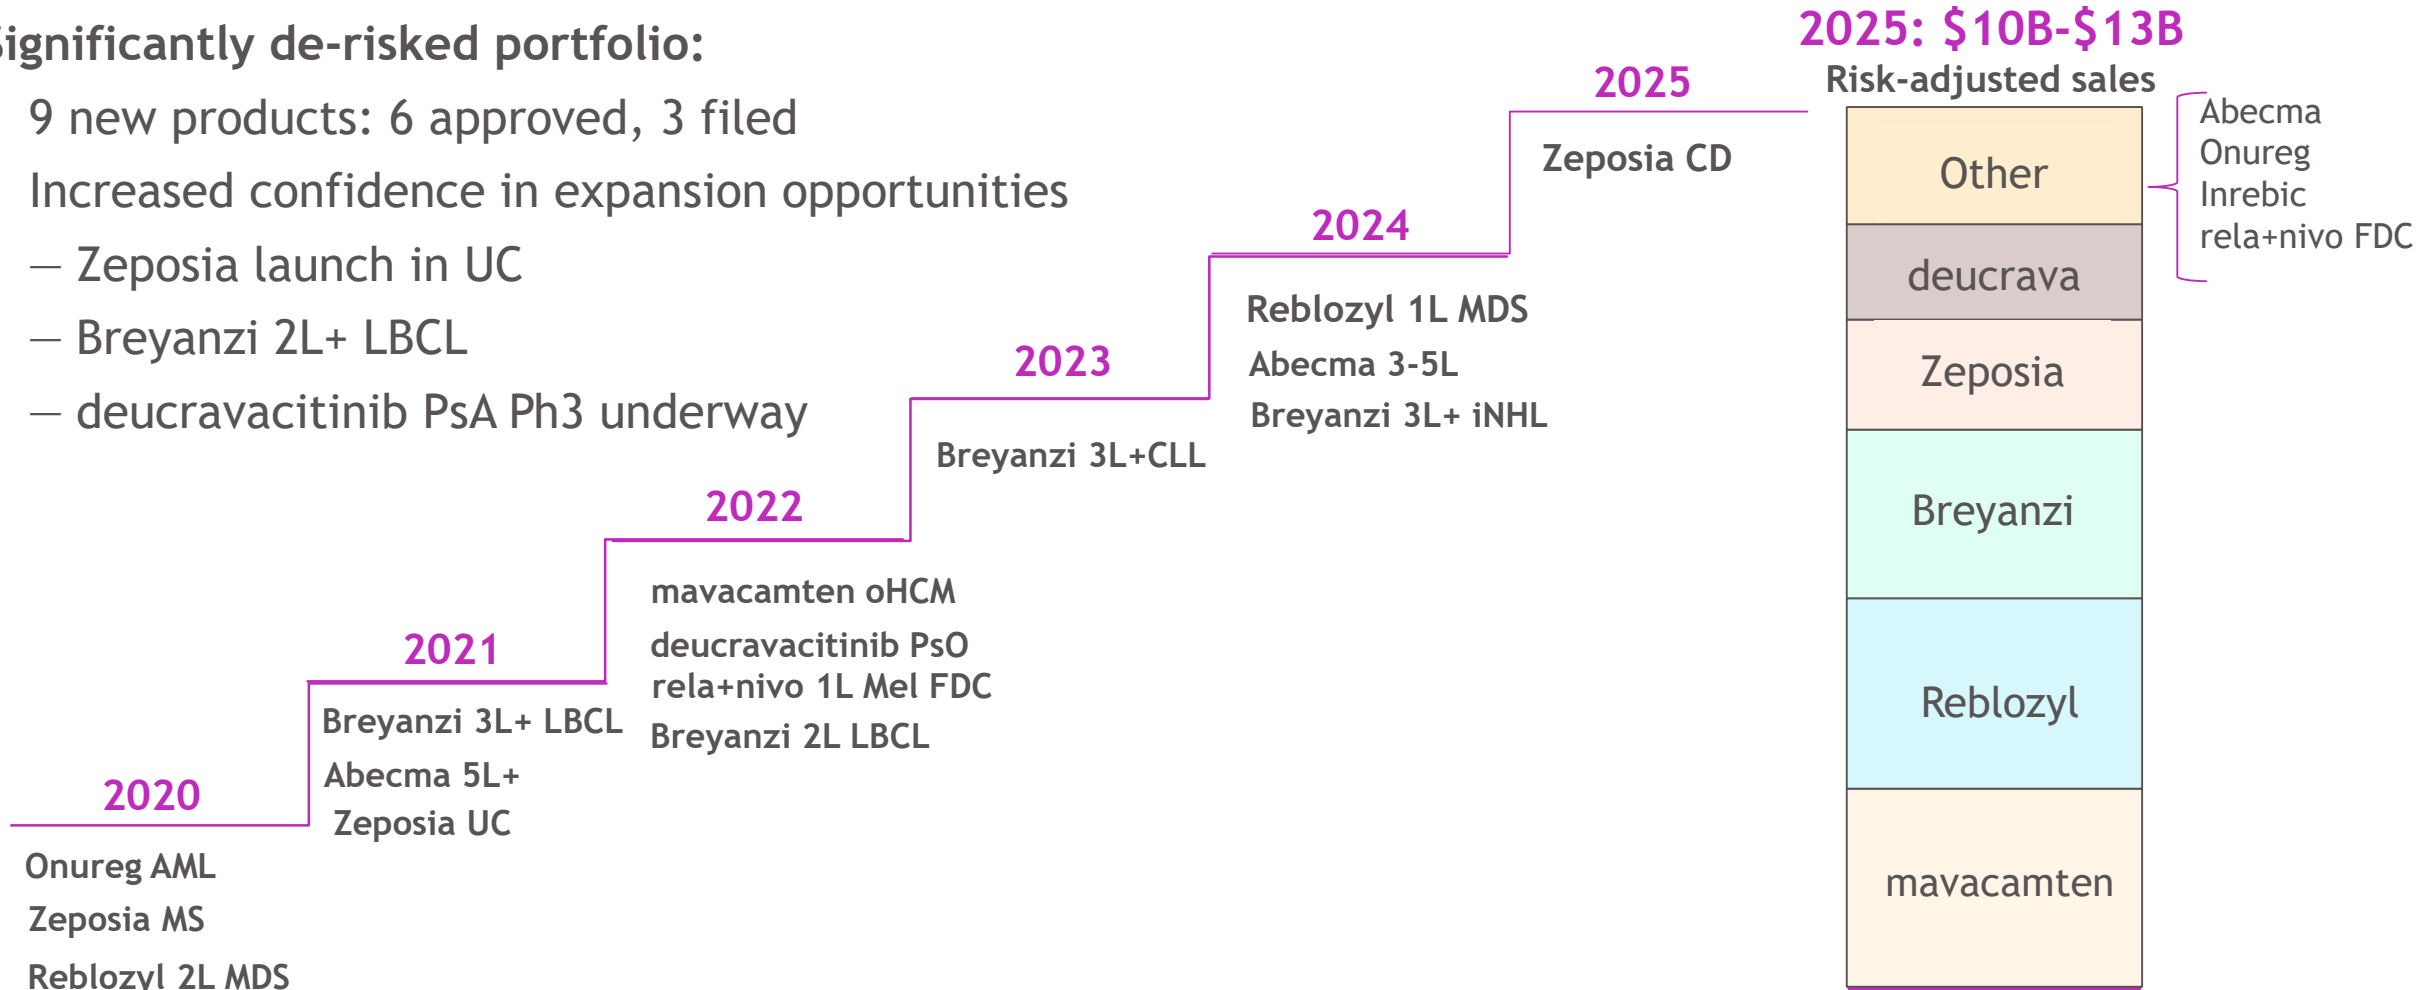 Significantly de-risked portfolio:
9 new products: 6 approved, 3 filed
Increased confidence in expansion opportunities
— Zeposia launch in UC
— Breyanzi 2L+ LBCL
— deucravacitinib PsA Ph3 underway
2020
Onureg AML
Zeposia MS
Reblozyl 2L MDS
2021
Breyanzi 3L+ LBCL
Abecma 5L+
Zeposia UC
2022
mavacamten oHCM
deucravacitinib PsO
rela+nivo 1L Mel FDC
Breyanzi 2L LBCL
2023
Breyanzi 3L+CLL
2024
Reblozyl 1L MDS
Abecma 3-5L
Breyanzi 3L+ iNHL
2025
Zeposia CD
2025: $10B-$13B
Risk-adjusted sales
Other
deucrava
Zeposia
Breyanzi
Reblozyl
mavacamten
Abecma
Onureg
Inrebic
rela+nivo FDC